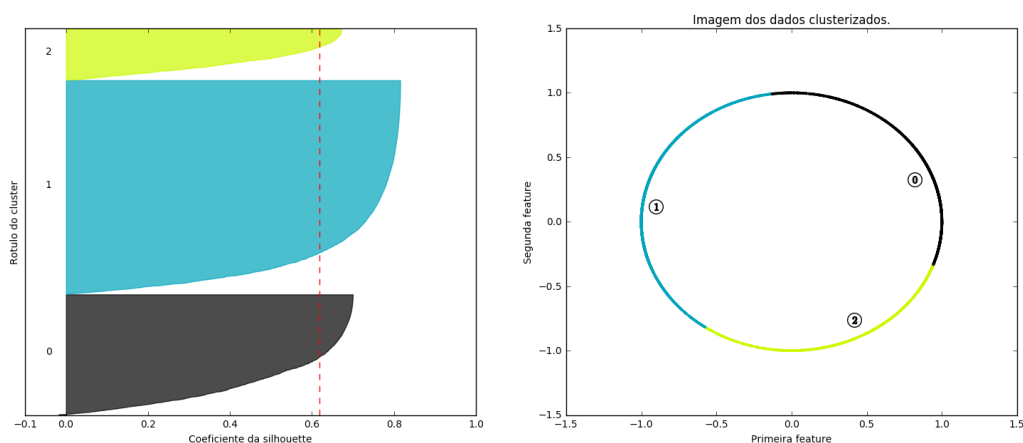 2
1
0
Rotulo do cluster
−0.1 0.0 0.2 0.4 0.6 0.8 1.0
Coeficiente da silhouette
Imagem dos dados clusterizados.
1.5
1.0
0.5
0.0
−0.5
−1.0
−1.5
Segunda feature
0
1
2
−1.5 −1.0 −0.5 0.0 0.5 1.0 1.5
Primeira feature